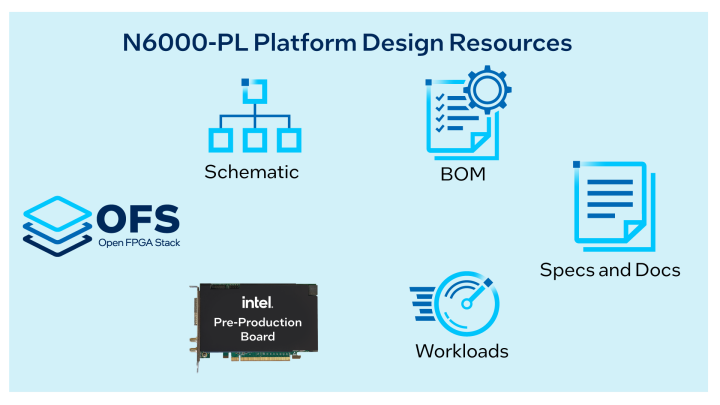 N6000-PL Platform Design Resources
Schematic
BOM
OFS
Open FPGA Stack
Specs and Docs
intel.
Pre-Production
Board
Workloads